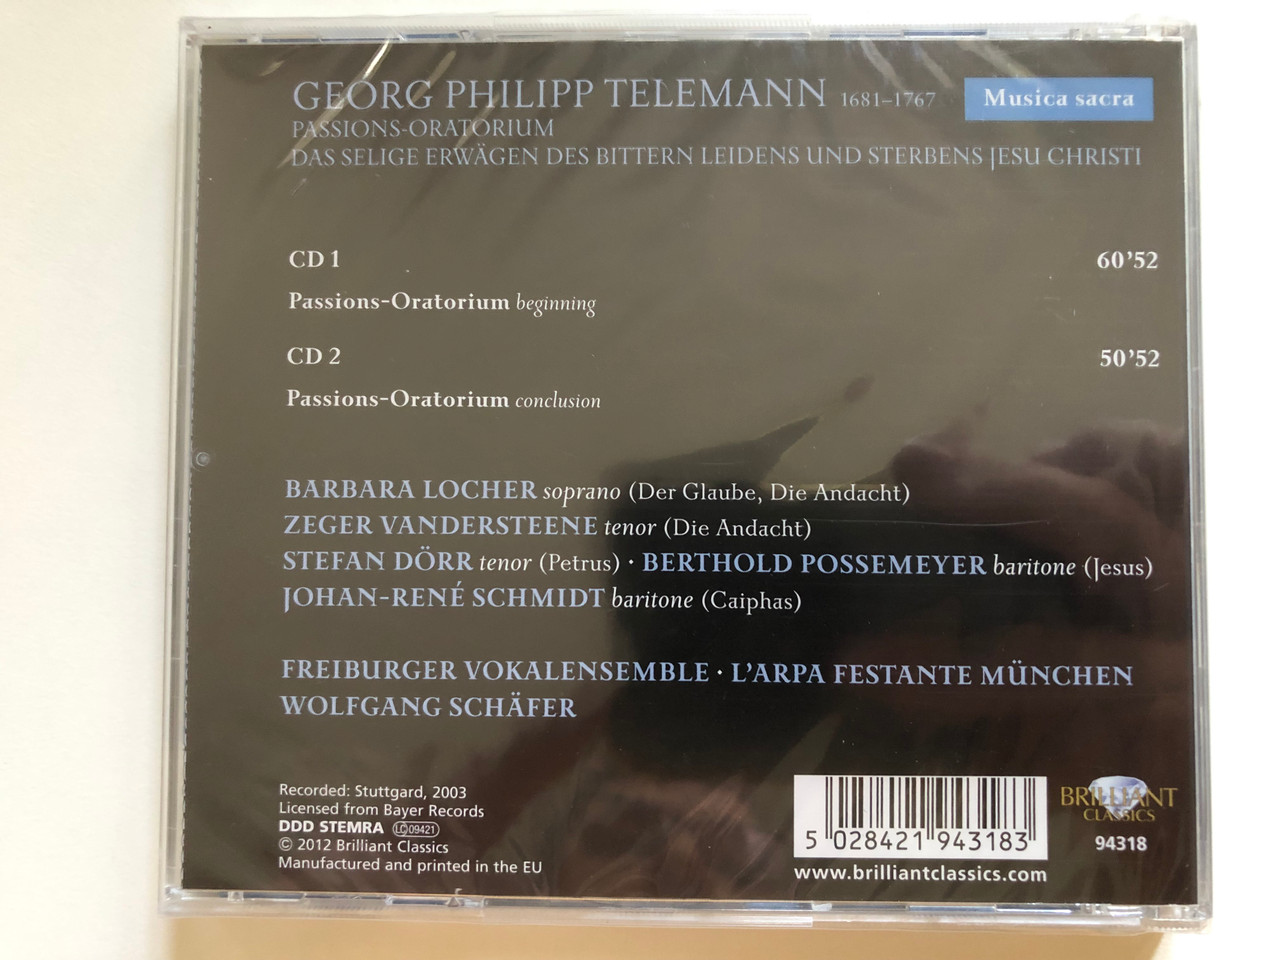 GEORG PHILIPP TELEMANN 1681–1767 Musica sacra
PASSIONS-ORATORIUM
DAS SELIGE ERWÄGEN DES BITTERN LEIDENS UND STERBENS JESU CHRISTI
CD 1 60’52
Passions-Oratorium beginning
CD 2 50’52
Passions-Oratorium conclusion
BARBARA LOCHER soprano (Der Glaube, Die Andacht)
ZEGER VANDERSTEENE tenor (Die Andacht)
STEFAN DÖRR tenor (Petrus) · BERTHOLD POSSEMEYER baritone (Jesus)
JOHAN-RENÉ SCHMIDT baritone (Caiphas)
FREIBURGER VOKALENSEMBLE · L’ARPA FESTANTE MÜNCHEN
WOLFGANG SCHÄFER
Recorded: Stuttgart, 2003
Licensed from Bayer Records
DDD STEMRA LC 09421
© 2012 Brilliant Classics
Manufactured and printed in the EU
5 028421 943183
www.brilliantclassics.com
BRILLIANT
CLASSICS
94318